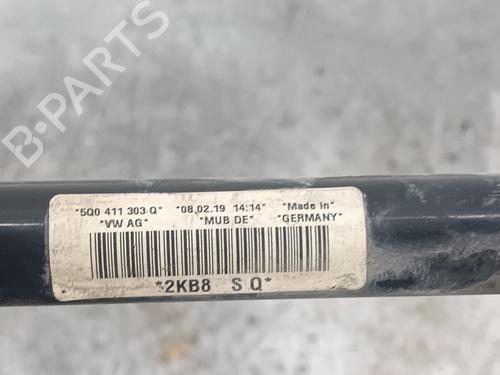 B-PARTS
*5Q0 411 303 Q* *08.02.19 14:14* *Made in*
*VW AG* *MUB DE* *GERMANY*
*2KB8 S Q*